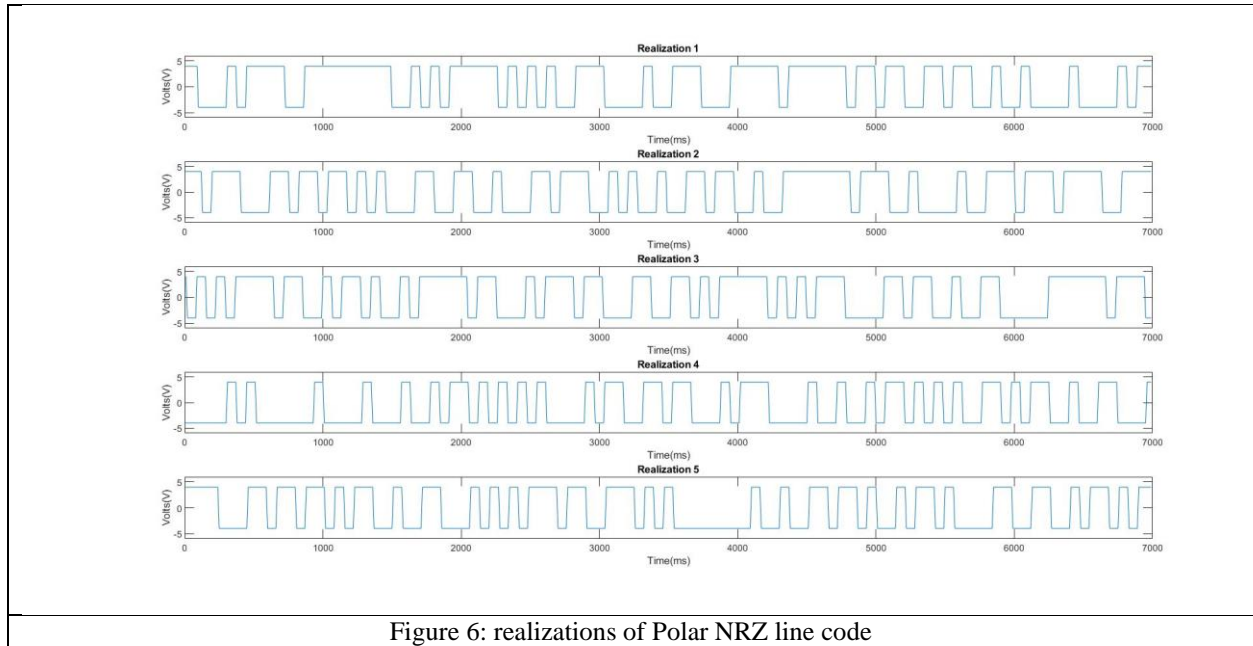 Realization 1
5
0
-5
Volts(V)
0 1000 2000 3000 4000 5000 6000 7000
Time(ms)
Realization 2
5
0
-5
Volts(V)
0 1000 2000 3000 4000 5000 6000 7000
Time(ms)
Realization 3
5
0
-5
Volts(V)
0 1000 2000 3000 4000 5000 6000 7000
Time(ms)
Realization 4
5
0
-5
Volts(V)
0 1000 2000 3000 4000 5000 6000 7000
Time(ms)
Realization 5
5
0
-5
Volts(V)
0 1000 2000 3000 4000 5000 6000 7000
Time(ms)
Figure 6: realizations of Polar NRZ line code